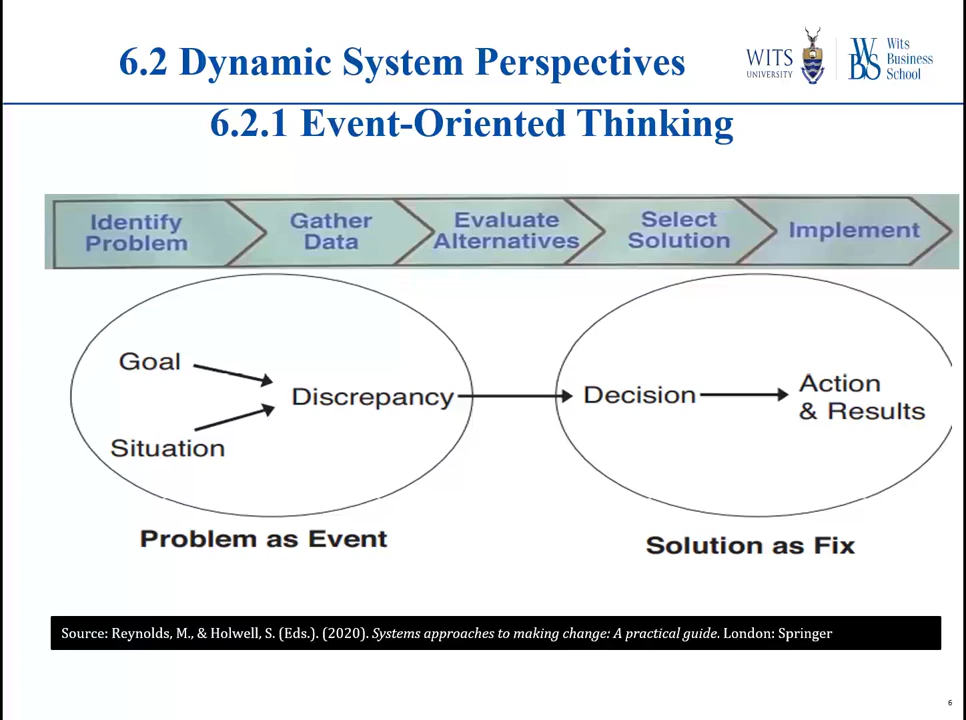 6.2 Dynamic System Perspectives
WITS
UNIVERSITY
WBS
Wits
Business
School
6.2.1 Event-Oriented Thinking
Identify
Problem
Gather
Data
Evaluate
Alternatives
Select
Solution
Implement
Goal
Situation
Discrepancy
Decision
Action
& Results
Problem as Event
Solution as Fix
Source: Reynolds, M., & Holwell, S. (Eds.). (2020). Systems approaches to making change: A practical guide. London: Springer
6